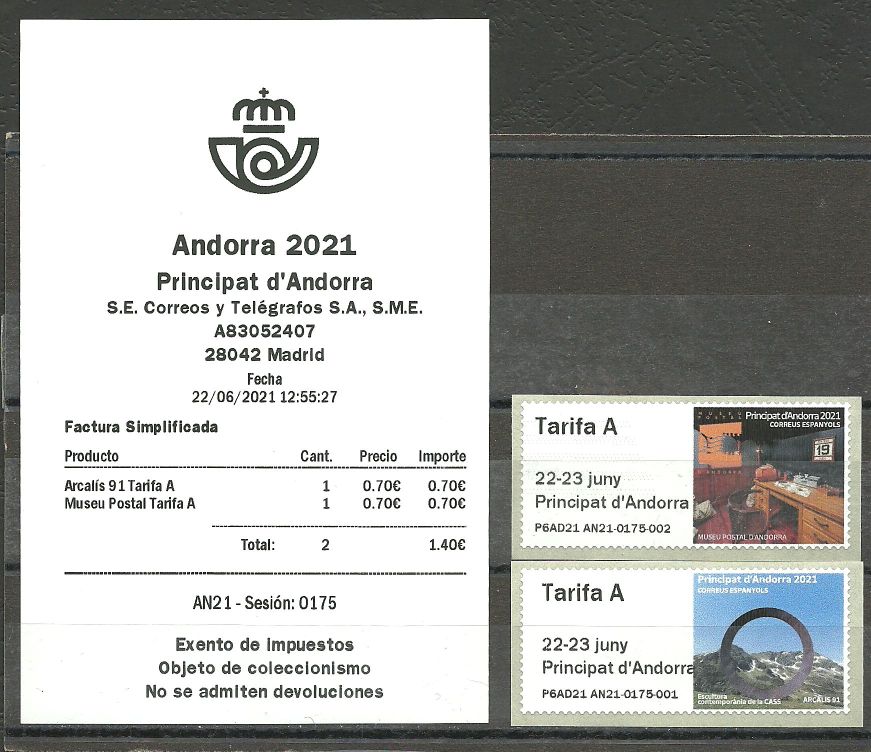 Andorra 2021
Principat d'Andorra
S.E. Correos y Telégrafos S.A., S.M.E.
A83052407
28042 Madrid
Fecha
22/06/2021 12:55:27
Factura Simplificada
Producto Cant. Precio Importe
Arcalís 91 Tarifa A 1 0.70€ 0.70€
Museu Postal Tarifa A 1 0.70€ 0.70€
Total: 2 1.40€
AN21 - Sesión: 0175
Exento de Impuestos
Objeto de coleccionismo
No se admiten devoluciones
Tarifa A
22-23 juny
Principat d'Andorra
P6AD21 AN21-0175-002
MUSEU
POSTAL
Principat d'Andorra 2021
CORREUS ESPANYOLS
19
MUSEU POSTAL D'ANDORRA
Tarifa A
22-23 juny
Principat d'Andorra
P6AD21 AN21-0175-001
Principat d'Andorra 2021
CORREUS ESPANYOLS
Escultura
contemporània de la CASS
ARCALÍS 91